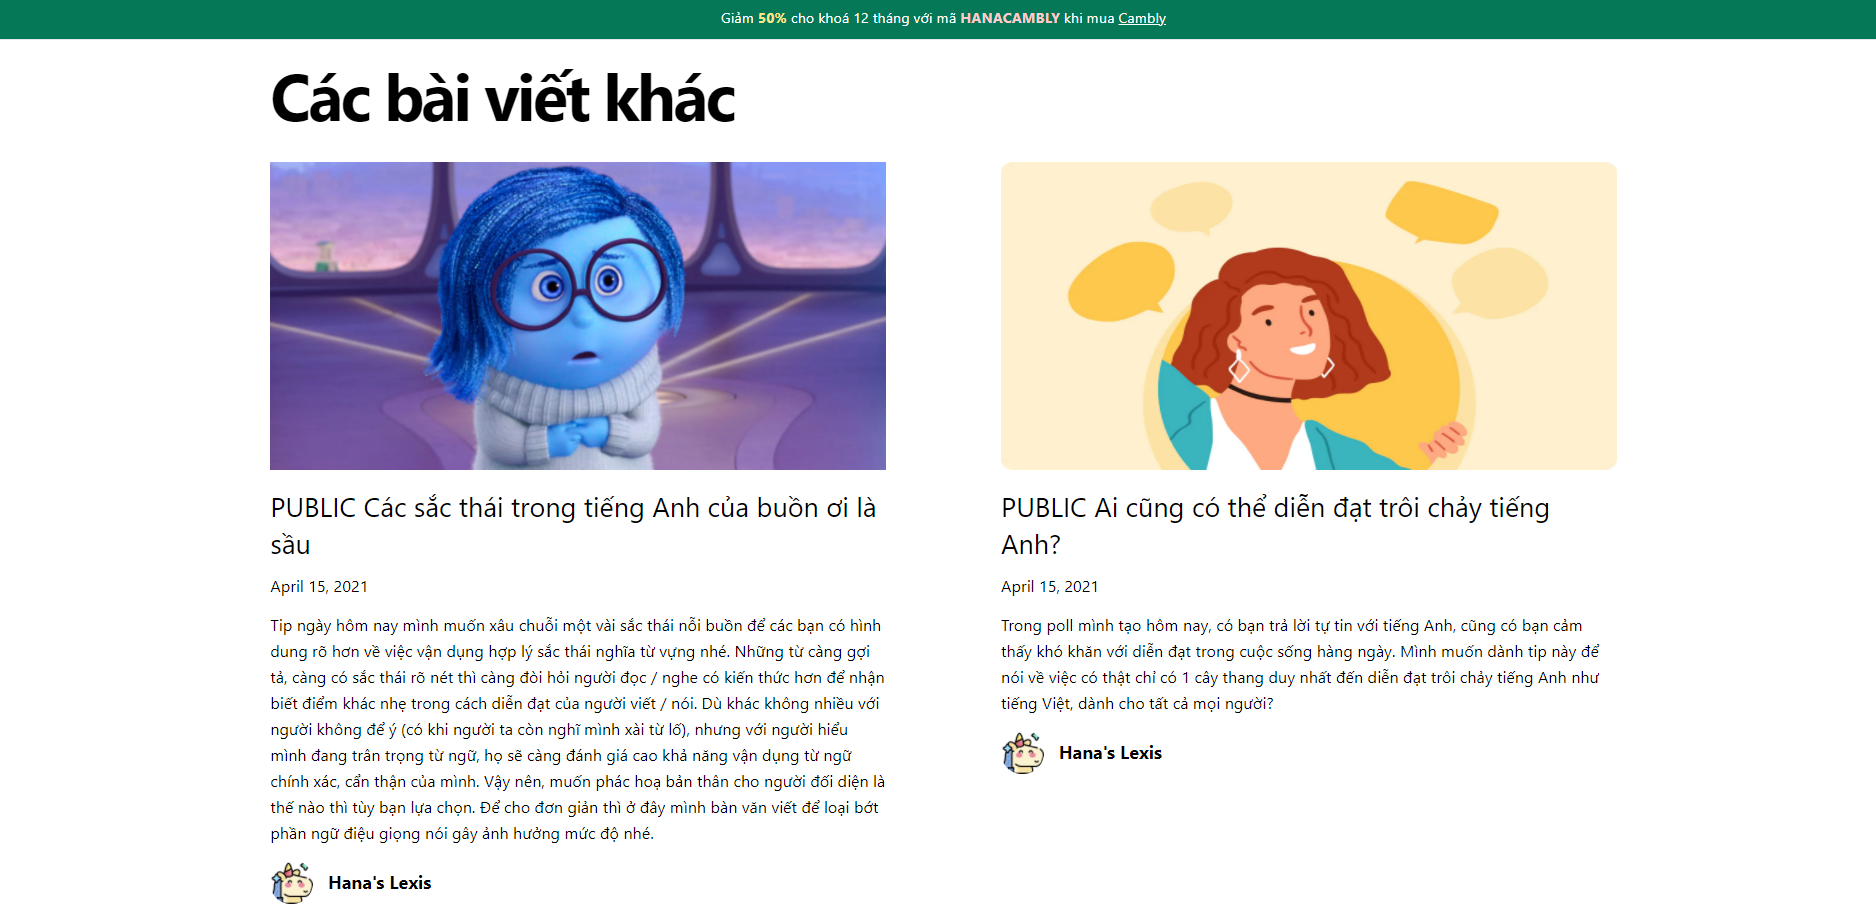 Giảm 50% cho khoá 12 tháng với mã HANACAMBLY khi mua Cambly
Các bài viết khác
PUBLIC Các sắc thái trong tiếng Anh của buồn ơi là
sầu
April 15, 2021
Tip ngày hôm nay mình muốn xâu chuỗi một vài sắc thái nỗi buồn để các bạn có hình
dung rõ hơn về việc vận dụng hợp lý sắc thái nghĩa từ vựng nhé. Những từ càng gợi
tả, càng có sắc thái rõ nét thì càng đòi hỏi người đọc / nghe có kiến thức hơn để nhận
biết điểm khác nhẹ trong cách diễn đạt của người viết / nói. Dù khác không nhiều với
người không để ý (có khi người ta còn nghĩ mình xài từ lố), nhưng với người hiểu
mình đang trân trọng từ ngữ, họ sẽ càng đánh giá cao khả năng vận dụng từ ngữ
chính xác, cẩn thận của mình. Vậy nên, muốn phác hoạ bản thân cho người đối diện là
thế nào thì tùy bạn lựa chọn. Để cho đơn giản thì ở đây mình bàn văn viết để loại bớt
phần ngữ điệu giọng nói gây ảnh hưởng mức độ nhé.
Hana's Lexis
PUBLIC Ai cũng có thể diễn đạt trôi chảy tiếng
Anh?
April 15, 2021
Trong poll mình tạo hôm nay, có bạn trả lời tự tin với tiếng Anh, cũng có bạn cảm
thấy khó khăn với diễn đạt trong cuộc sống hàng ngày. Mình muốn dành tip này để
nói về việc có thật chỉ có 1 cây thang duy nhất đến diễn đạt trôi chảy tiếng Anh như
tiếng Việt, dành cho tất cả mọi người?
Hana's Lexis